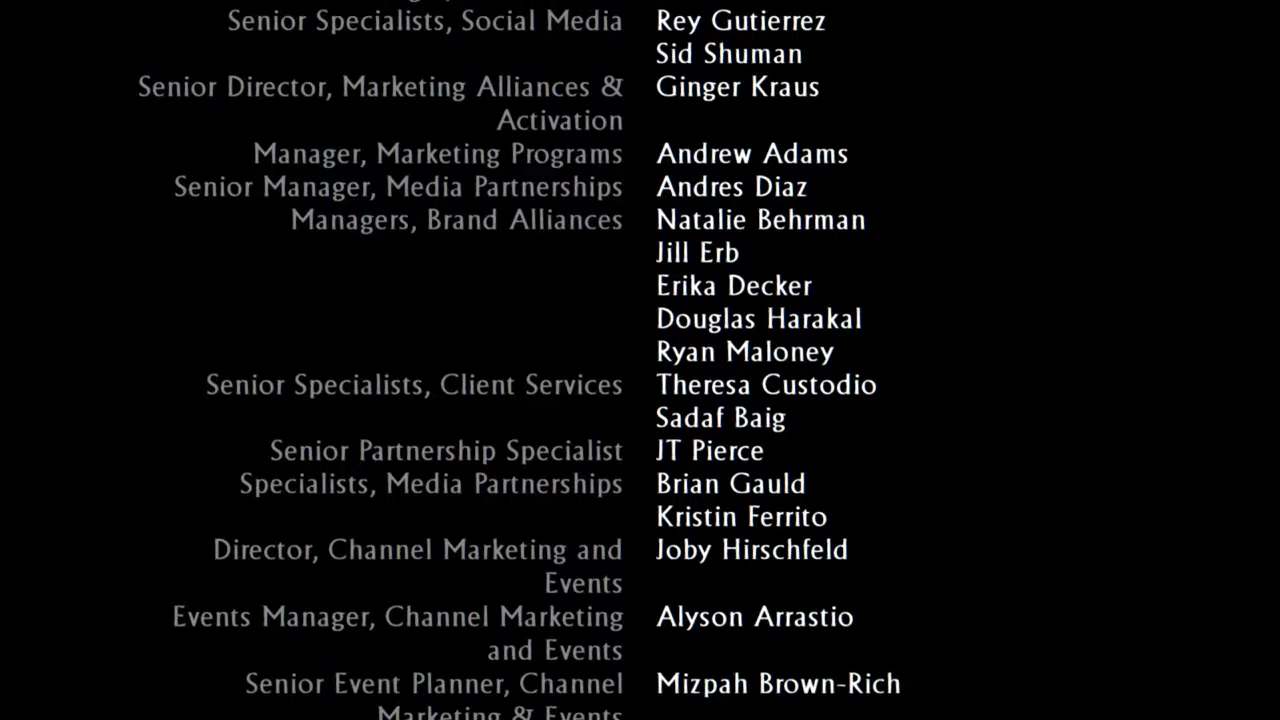 Senior Specialists, Social Media Rey Gutierrez
Sid Shuman
Senior Director, Marketing Alliances & Ginger Kraus
Activation
Manager, Marketing Programs Andrew Adams
Senior Manager, Media Partnerships Andres Diaz
Managers, Brand Alliances Natalie Behrman
Jill Erb
Erika Decker
Douglas Harakal
Ryan Maloney
Senior Specialists, Client Services Theresa Custodio
Sadaf Baig
Senior Partnership Specialist JT Pierce
Specialists, Media Partnerships Brian Gauld
Kristin Ferrito
Director, Channel Marketing and Joby Hirschfeld
Events
Events Manager, Channel Marketing Alyson Arrastio
and Events
Senior Event Planner, Channel Mizpah Brown-Rich
Marketing & Events